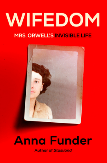 WIFEDOM
MRS ORWELL'S INVISIBLE LIFE
Anna Funder